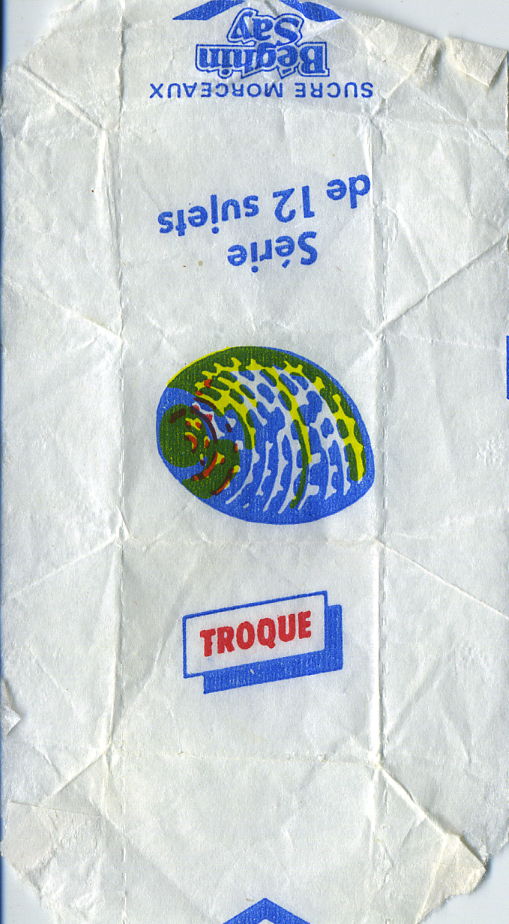 Béghin
Say
SUCRE MORCEAUX
Série
de 12 sujets
TROQUE